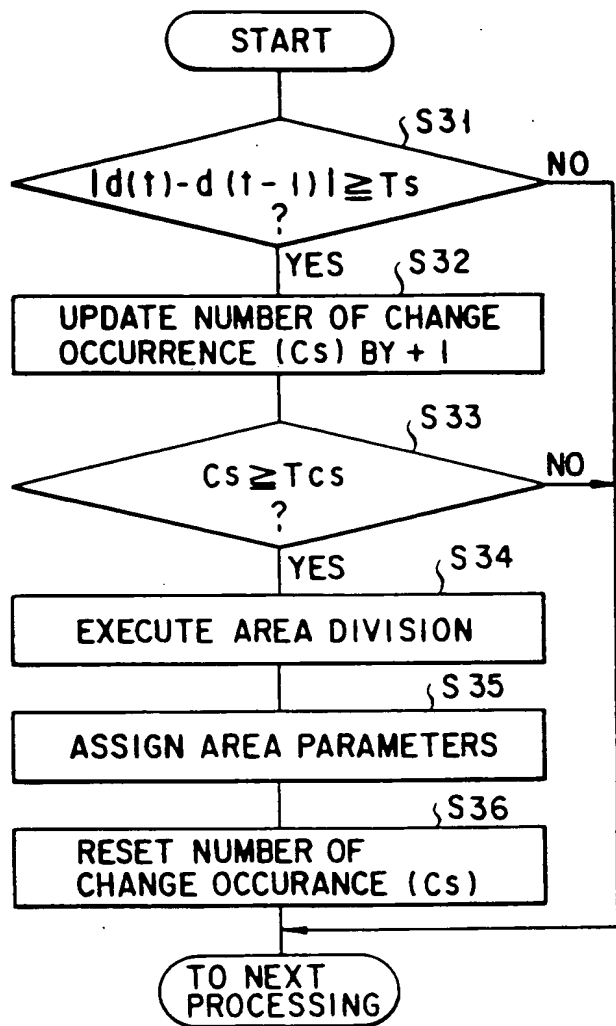 START
S31
|d(t)-d(t-1)|≧Ts
?
NO
YES
S32
UPDATE NUMBER OF CHANGE
OCCURRENCE (Cs) BY + 1
S33
Cs≧Tcs
?
NO
YES
S34
EXECUTE AREA DIVISION
S35
ASSIGN AREA PARAMETERS
S36
RESET NUMBER OF
CHANGE OCCURANCE (Cs)
TO NEXT
PROCESSING